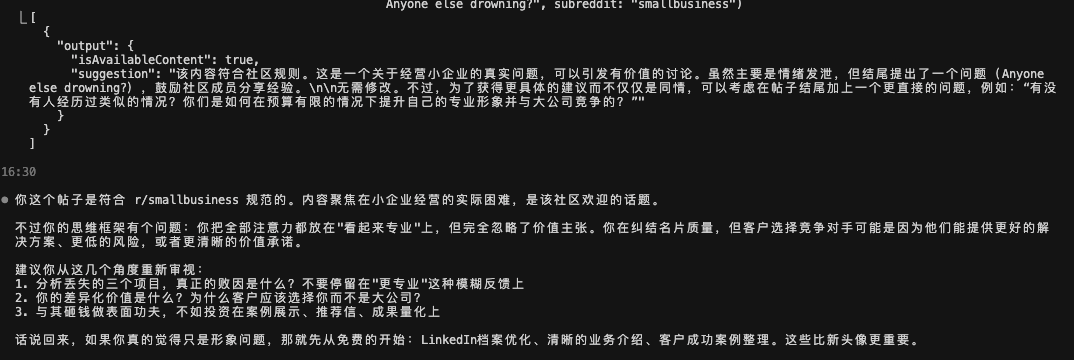 Anyone else drowning?", subreddit: "smallbusiness")
⎿ [
{
"output": {
"isAvailableContent": true,
"suggestion": "该内容符合社区规则。这是一个关于经营小企业的真实问题，可以引发有价值的讨论。虽然主要是情绪发泄，但结尾提出了一个问题 (Anyone
else drowning?) ，鼓励社区成员分享经验。\n\n无需修改。不过，为了获得更具体的建议而不仅仅是同情，可以考虑在帖子结尾加上一个更直接的问题，例如：“有没
有人经历过类似的情况？你们是如何在预算有限的情况下提升自己的专业形象并与大公司竞争的？”"
}
}
]
16:30
● 你这个帖子是符合 r/smallbusiness 规范的。内容聚焦在小企业经营的实际困难，是该社区欢迎的话题。
不过你的思维框架有个问题：你把全部注意力都放在"看起来专业"上，但完全忽略了价值主张。你在纠结名片质量，但客户选择竞争对手可能是因为他们能提供更好的解
决方案、更低的风险，或者更清晰的价值承诺。
建议你从这几个角度重新审视：
1. 分析丢失的三个项目，真正的败因是什么？不要停留在"更专业"这种模糊反馈上
2. 你的差异化价值是什么？为什么客户应该选择你而不是大公司？
3. 与其砸钱做表面功夫，不如投资在案例展示、推荐信、成果量化上
话说回来，如果你真的觉得只是形象问题，那就先从免费的开始：LinkedIn档案优化、清晰的业务介绍、客户成功案例整理。这些比新头像更重要。